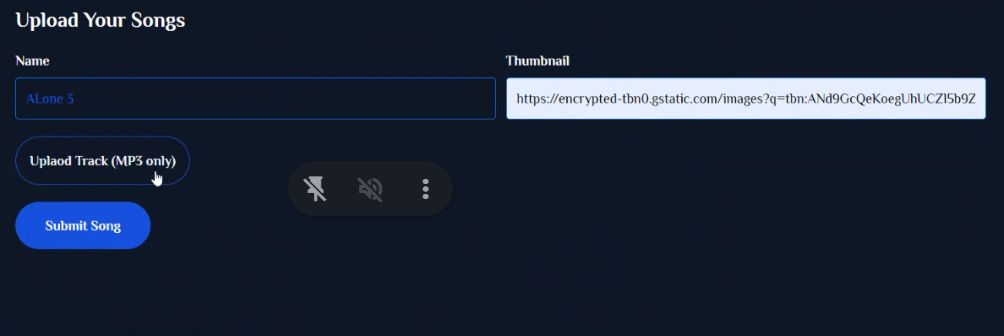 Upload Your Songs
Name
Thumbnail
ALone 3
https://encrypted-tbn0.gstatic.com/images?q=tbn:ANd9GcQeKoegUhUCZl5b9Z
Uplaod Track (MP3 only)
Submit Song